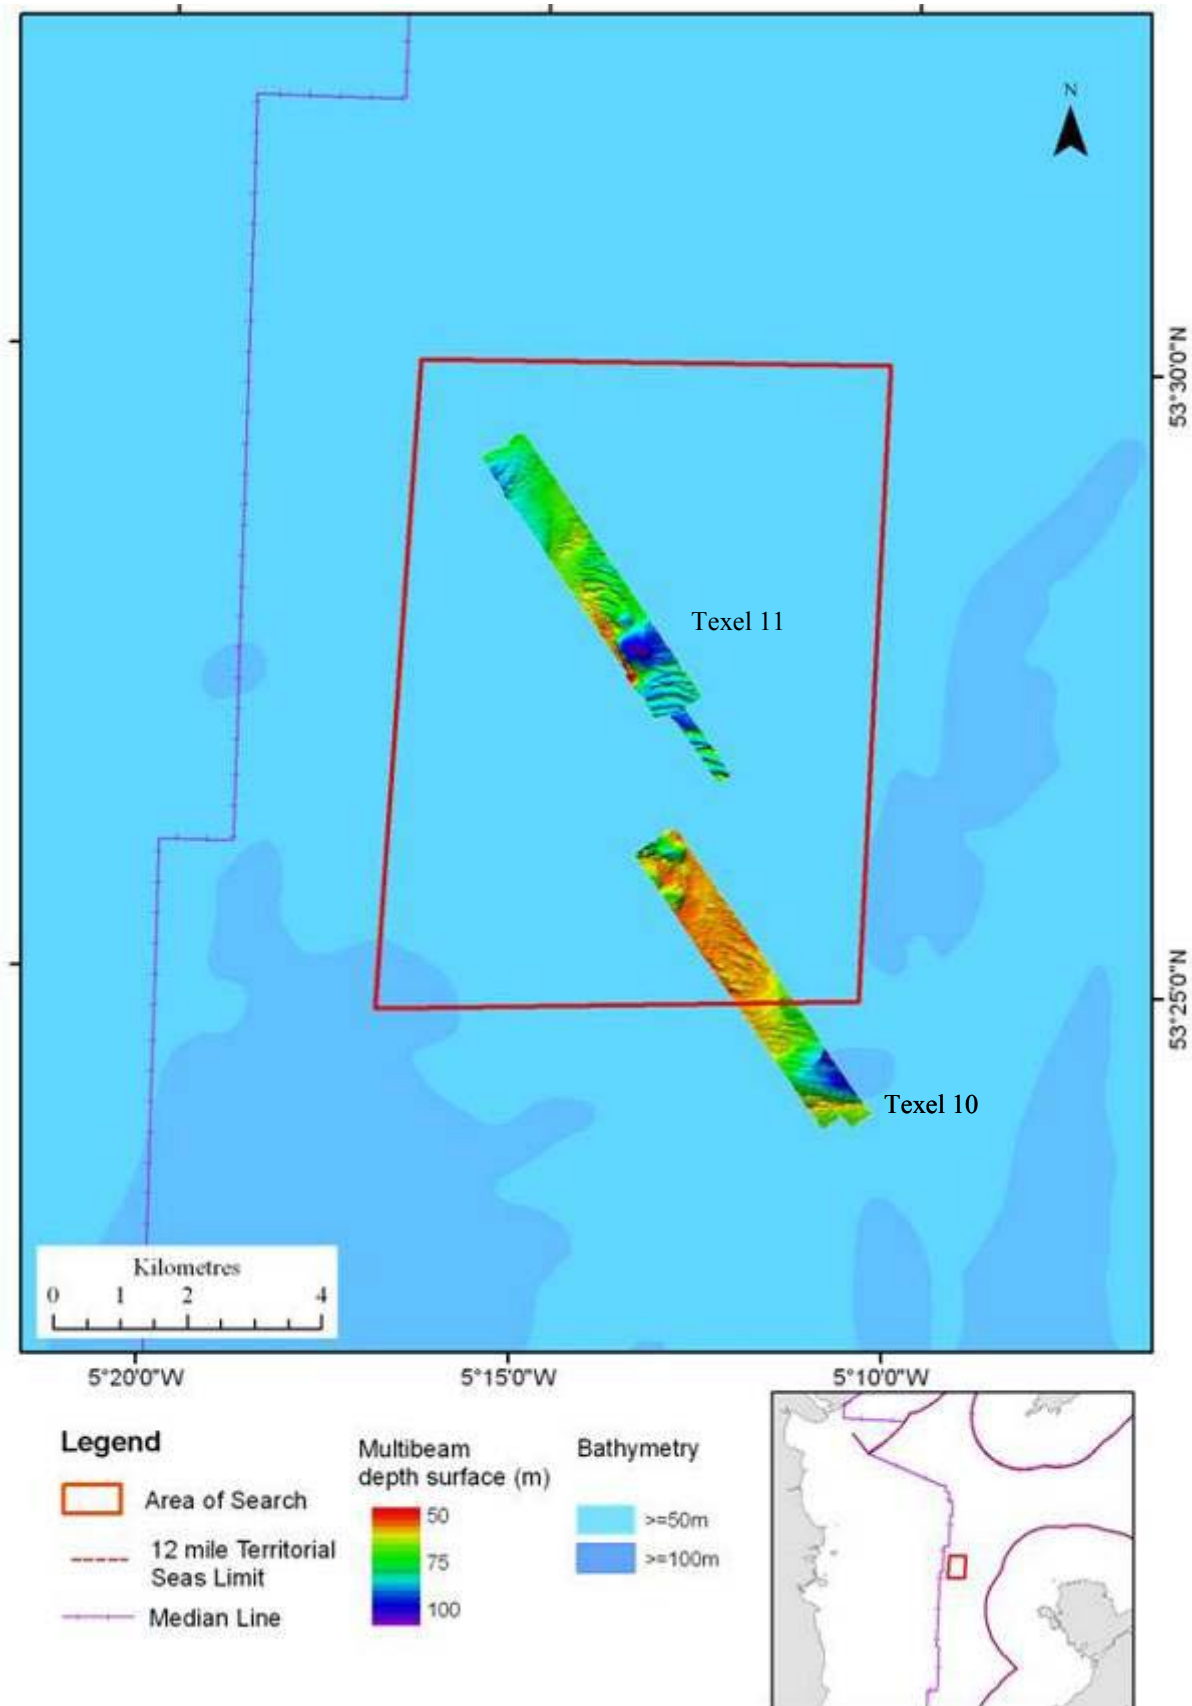 N
53°30'0"N
Texel 11
53°25'0"N
Texel 10
Kilometres
0 1 2 4
5°20'0"W 5°15'0"W 5°10'0"W
Legend
Area of Search
12 mile Territorial
Seas Limit
Median Line
Multibeam
depth surface (m)
50
75
100
Bathymetry
>=50m
>=100m